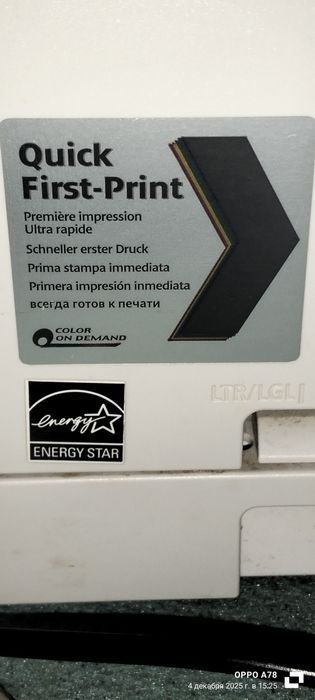 Quick
First-Print
Première impression
Ultra rapide
Schneller erster Druck
Prima stampa immediata
Primera impresión inmediata
всегда готов к печати
COLOR
ON DEMAND
energy
ENERGY STAR
LTR/LGL
OPPO A78
4 декабря 2025 г. в 15:25